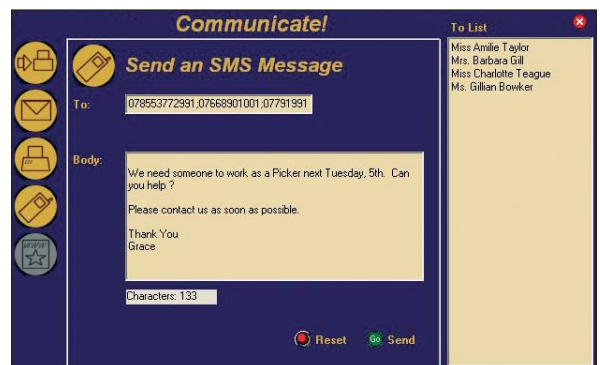 Communicate!
Send an SMS Message
To:
078553772991;07668901001;07791991
Body:
We need someone to work as a Picker next Tuesday, 5th. Can
you help ?
Please contact us as soon as possible.
Thank You
Grace
Characters: 133
Reset
Go
Send
To List
Miss Amilie Taylor
Mrs. Barbara Gill
Miss Charlotte Teague
Ms. Gillian Bowker
WWW